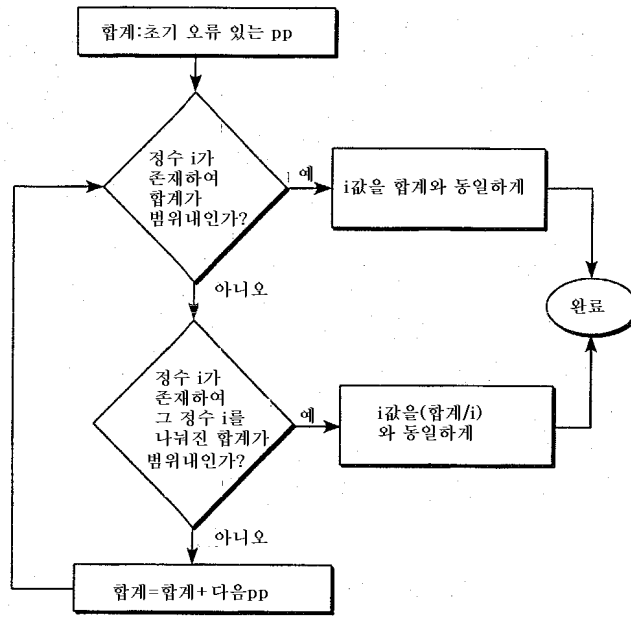 합계:초기 오류 있는 pp
정수 i가
존재하여
합계가
범위내인가?
예
i값을 합계와 동일하게
완료
아니오
정수 i가
존재하여
그 정수 i를
나눠진 합계가
범위내인가?
예
i값을(합계/i)
와 동일하게
아니오
합계=합계+다음pp